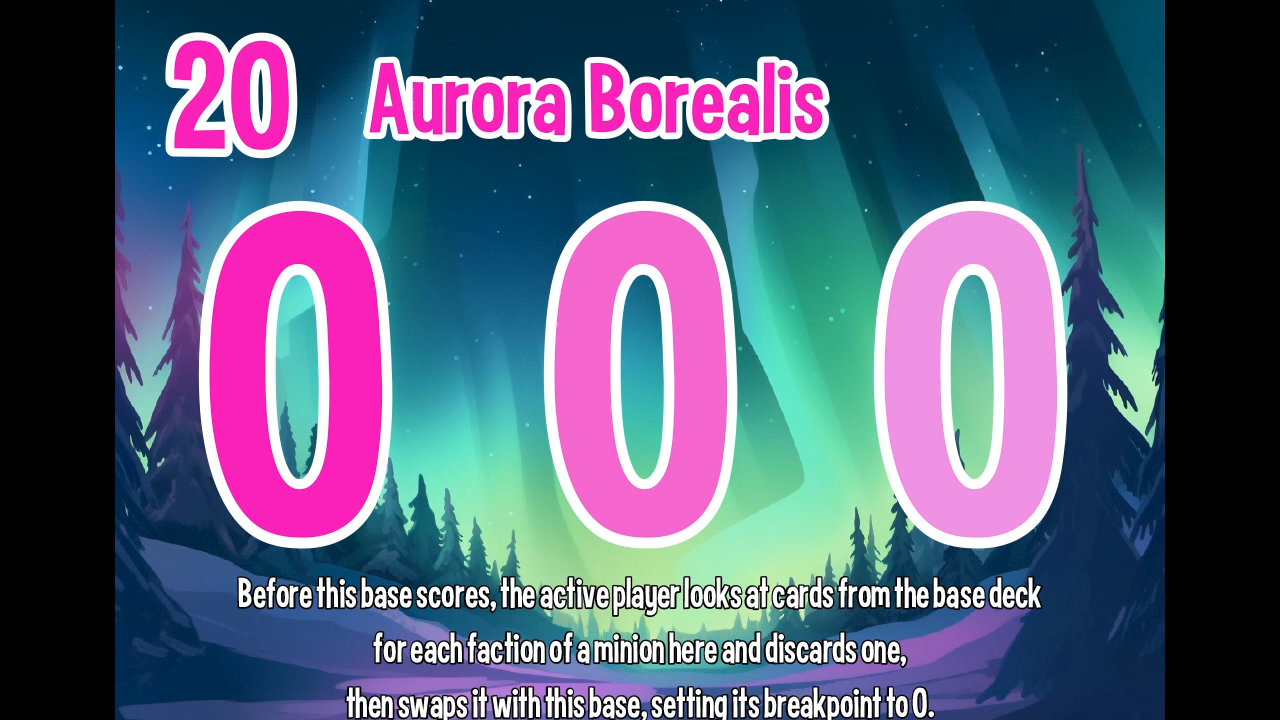 20 Aurora Borealis
0 0 0
Before this base scores, the active player looks at cards from the base deck
for each faction of a minion here and discards one,
then swaps it with this base, setting its breakpoint to 0.